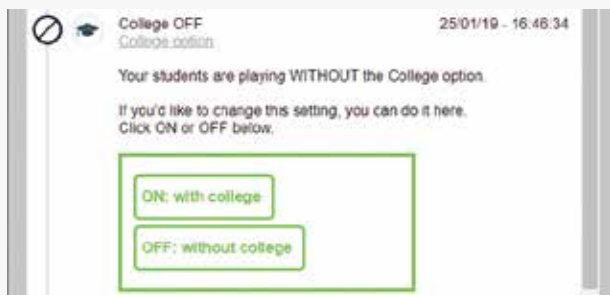 College OFF 25/01/19 - 16:46:34
College option
Your students are playing WITHOUT the College option.
If you'd like to change this setting, you can do it here.
Click ON or OFF below.
ON: with college
OFF: without college